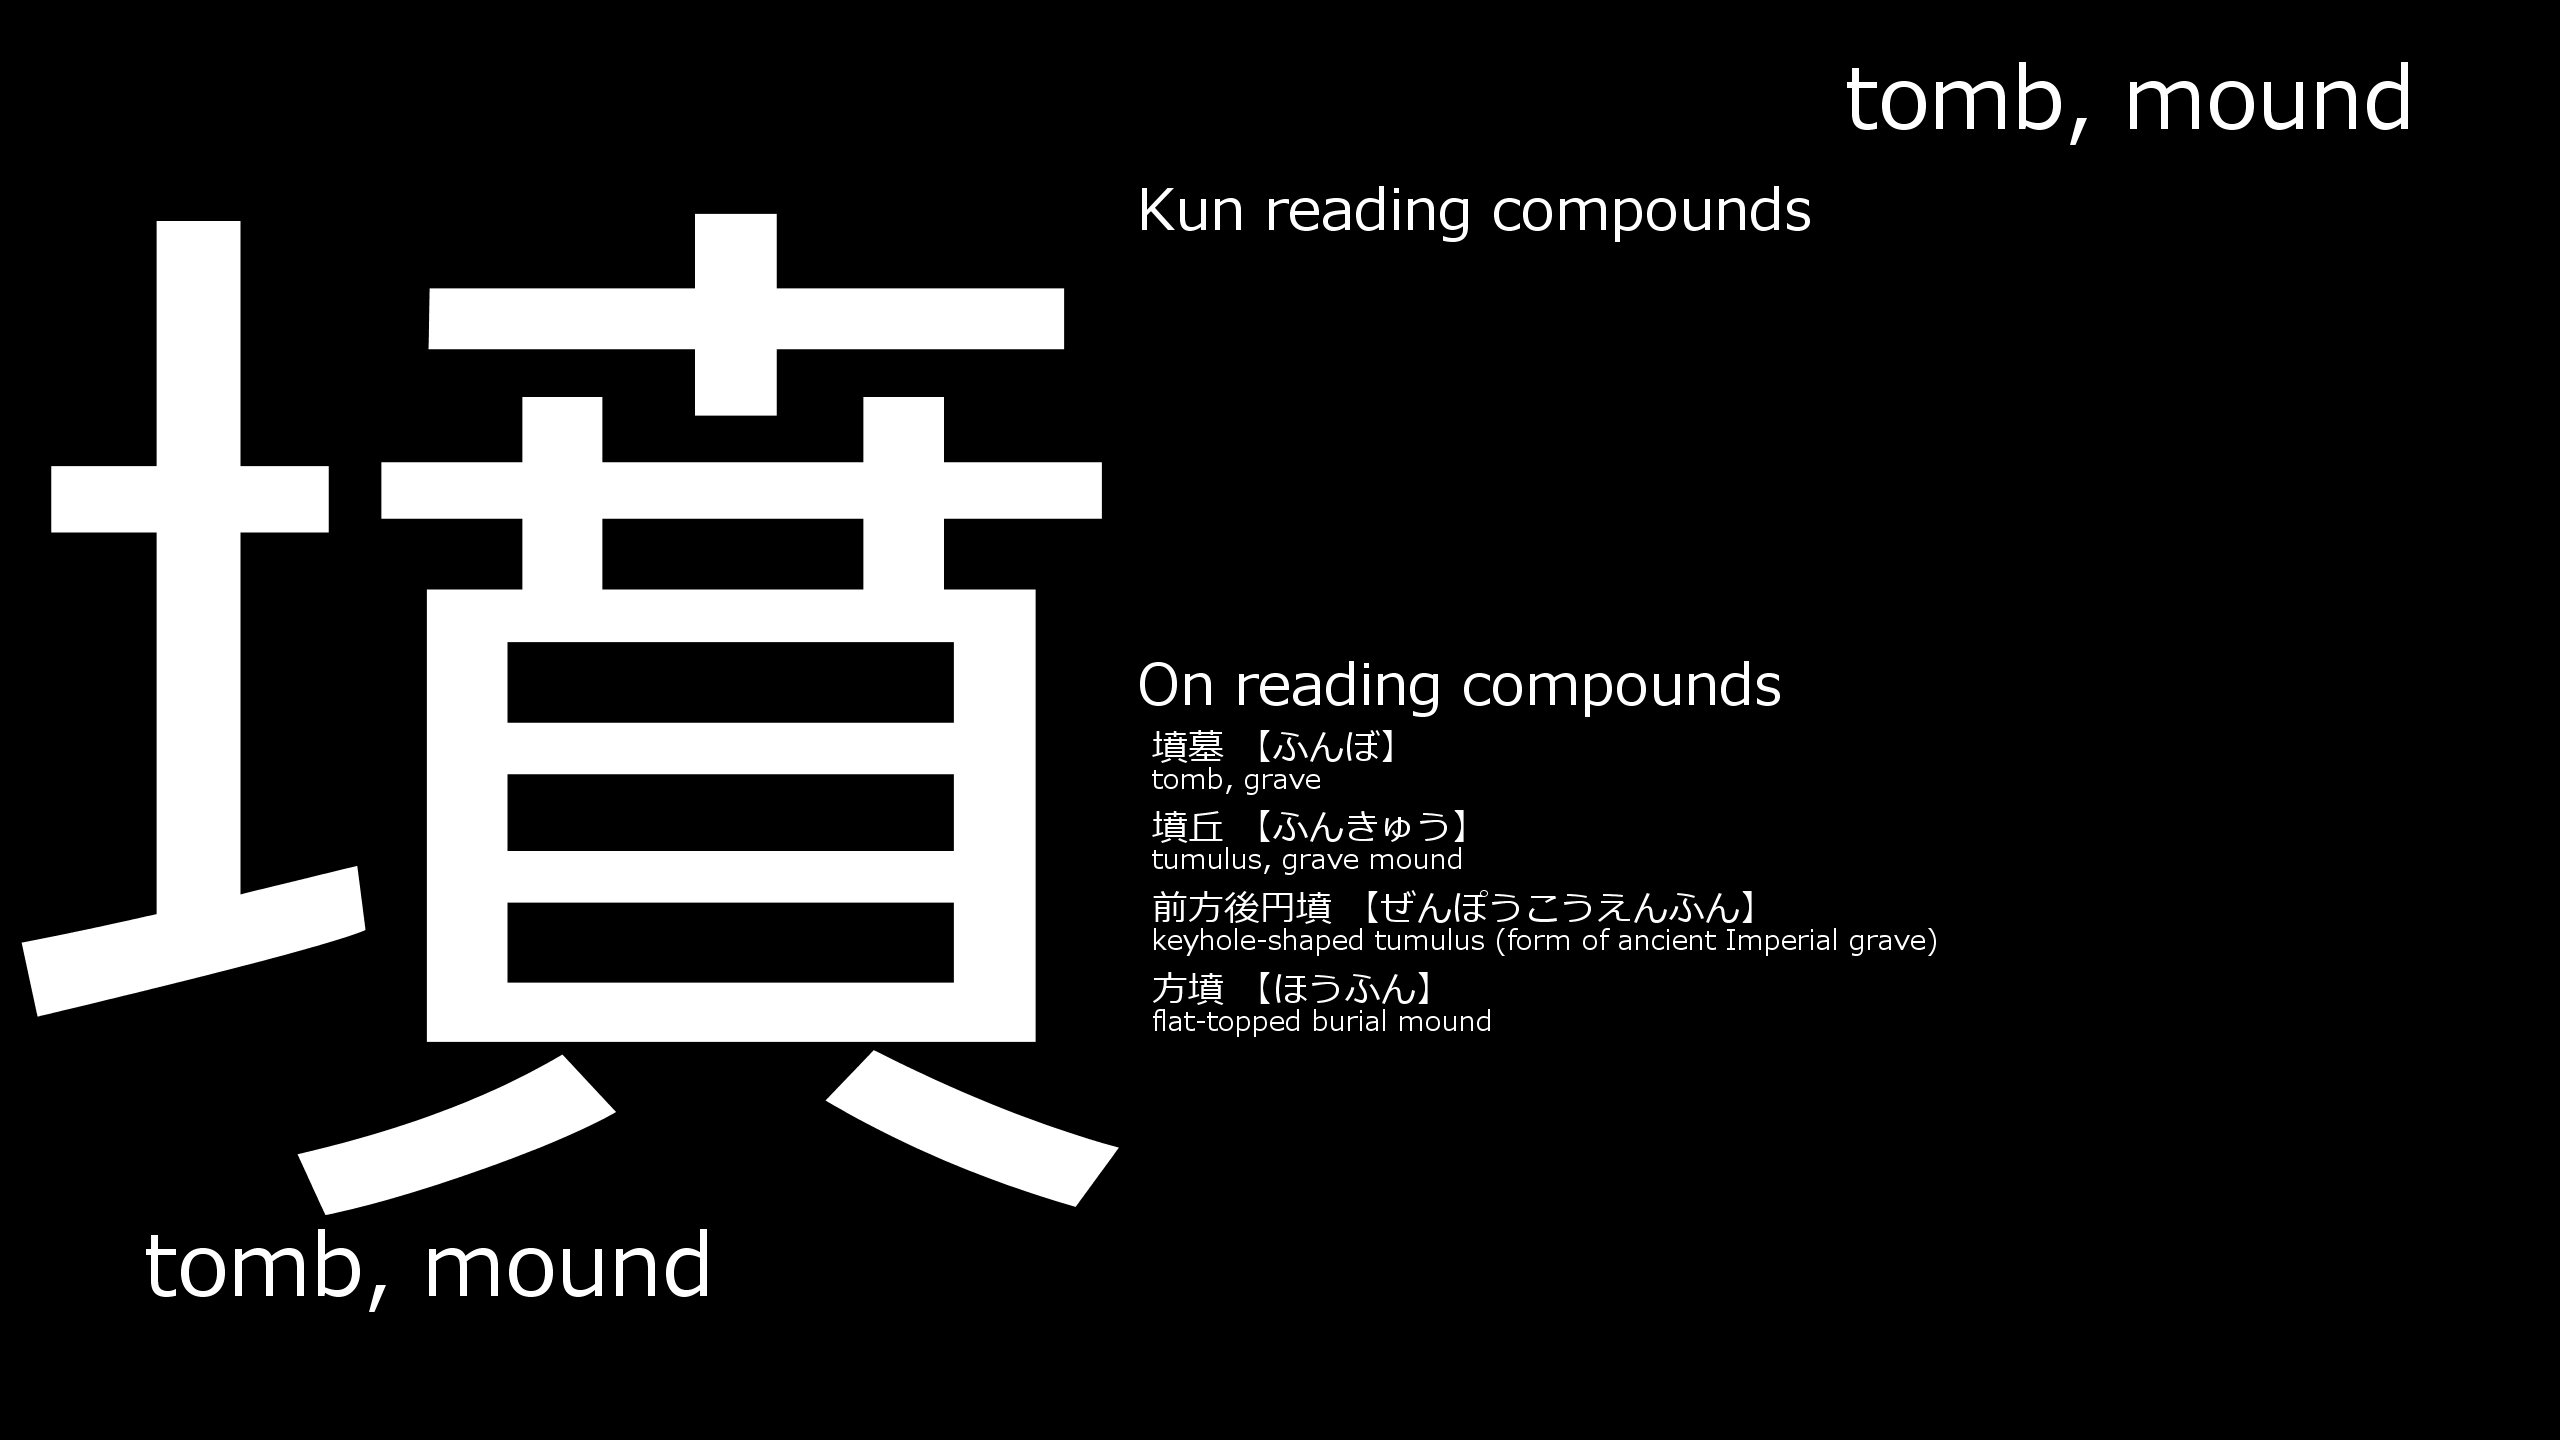 墳
tomb, mound
tomb, mound
Kun reading compounds
On reading compounds
墳墓 【ふんぼ】
tomb, grave
墳丘 【ふんきゅう】
tumulus, grave mound
前方後円墳 【ぜんぽうこうえんふん】
keyhole-shaped tumulus (form of ancient Imperial grave)
方墳 【ほうふん】
flat-topped burial mound